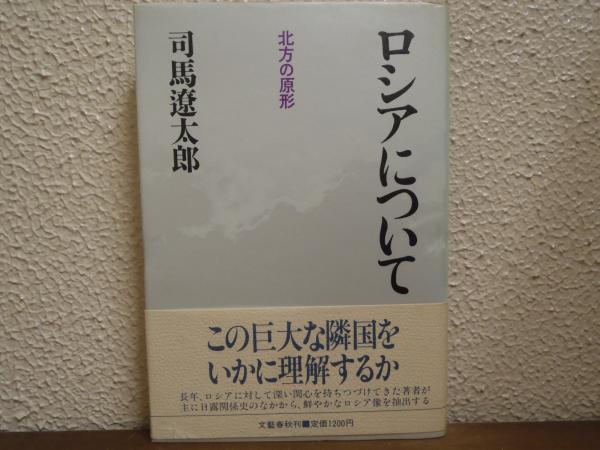 ロシアについて
北方の原形
司馬遼太郎
この巨大な隣国を
いかに理解するか
長年、ロシアに対して深い関心を持ちつづけてきた著者が
主に日露関係史のなかから、鮮やかなロシア像を抽出する
文藝春秋刊■定価1200円